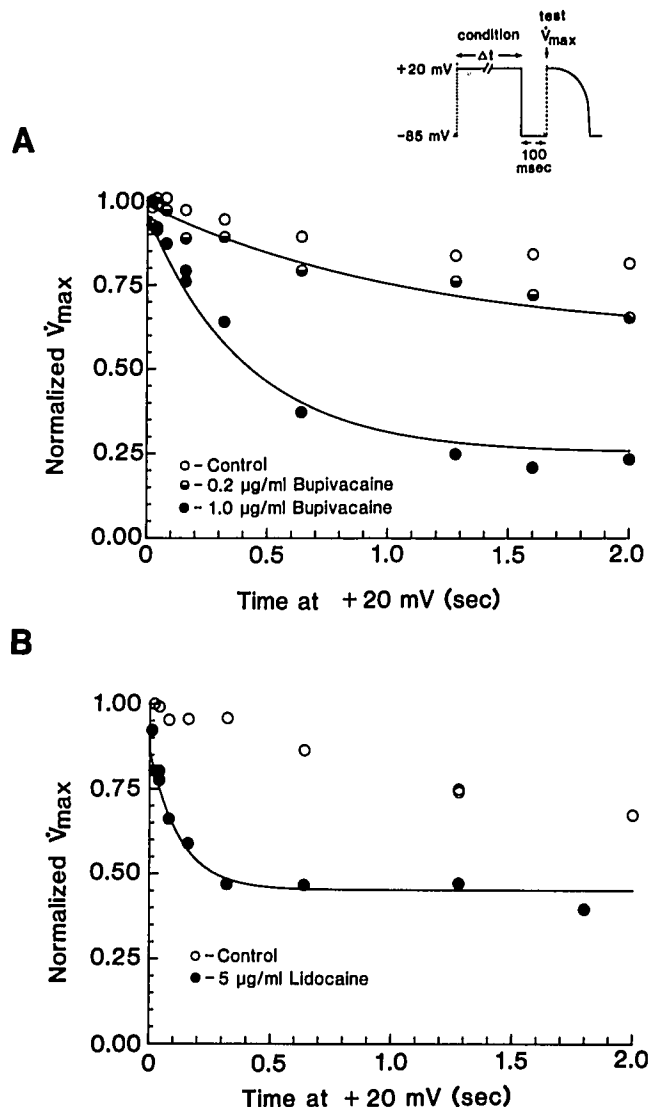 test
condition
V̇max
Δt
+20 mV
-85 mV
100
msec
A
1.00
0.75
0.50
0.25
0.00
Normalized V̇max
○ - Control
◒ - 0.2 µg/ml Bupivacaine
● - 1.0 µg/ml Bupivacaine
0 0.5 1.0 1.5 2.0
Time at +20 mV (sec)
B
1.00
0.75
0.50
0.25
0.00
Normalized V̇max
○ - Control
● - 5 µg/ml Lidocaine
0 0.5 1.0 1.5 2.0
Time at +20 mV (sec)